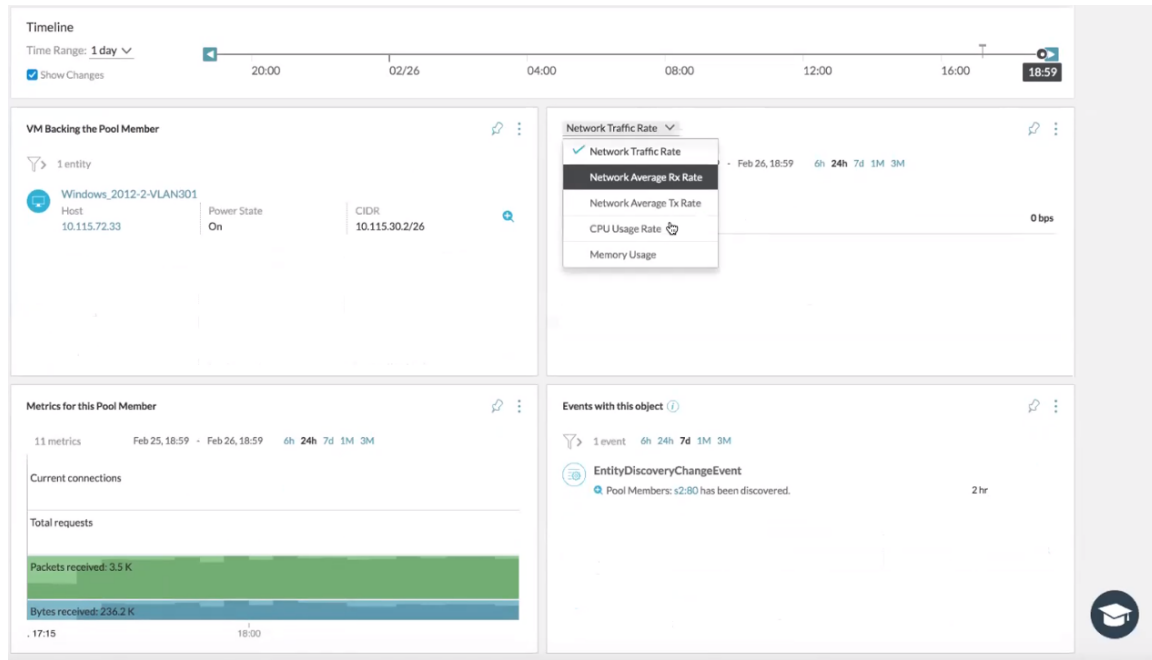 Timeline
Time Range: 1 day
Show Changes
20:00 02/26 04:00 08:00 12:00 16:00 18:59
VM Backing the Pool Member
1 entity
Windows_2012-2-VLAN301
Host Power State CIDR
10.115.72.33 On 10.115.30.2/26
Network Traffic Rate
Network Traffic Rate
- Feb 26, 18:59 6h 24h 7d 1M 3M
Network Average Rx Rate
Network Average Tx Rate
CPU Usage Rate
Memory Usage
0 bps
Metrics for this Pool Member
11 metrics Feb 25, 18:59 - Feb 26, 18:59 6h 24h 7d 1M 3M
Current connections
Total requests
Packets received: 3.5 K
Bytes received: 236.2 K
. 17:15 18:00
Events with this object
1 event 6h 24h 7d 1M 3M
EntityDiscoveryChangeEvent
Pool Members: s2:80 has been discovered. 2 hr